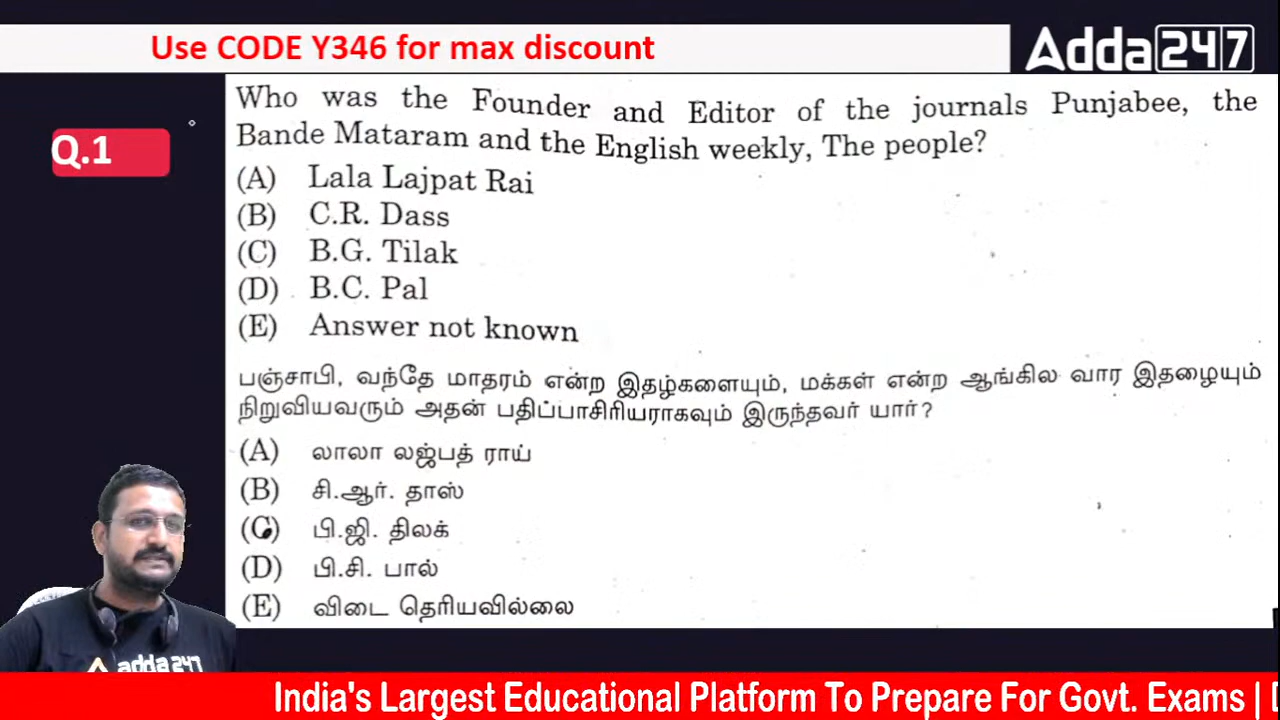 Use CODE Y346 for max discount
Adda 247
Q.1
Who was the Founder and Editor of the journals Punjabee, the
Bande Mataram and the English weekly, The people?
(A) Lala Lajpat Rai
(B) C.R. Dass
(C) B.G. Tilak
(D) B.C. Pal
(E) Answer not known
பஞ்சாபி, வந்தே மாதரம் என்ற இதழ்களையும், மக்கள் என்ற ஆங்கில வார இதழையும்
நிறுவியவரும் அதன் பதிப்பாசிரியராகவும் இருந்தவர் யார்?
(A) லாலா லஜ்பத் ராய்
(B) சி.ஆர். தாஸ்
(C) பி.ஜி. திலக்
(D) பி.சி. பால்
(E) விடை தெரியவில்லை
adda247
India's Largest Educational Platform To Prepare For Govt. Exams |